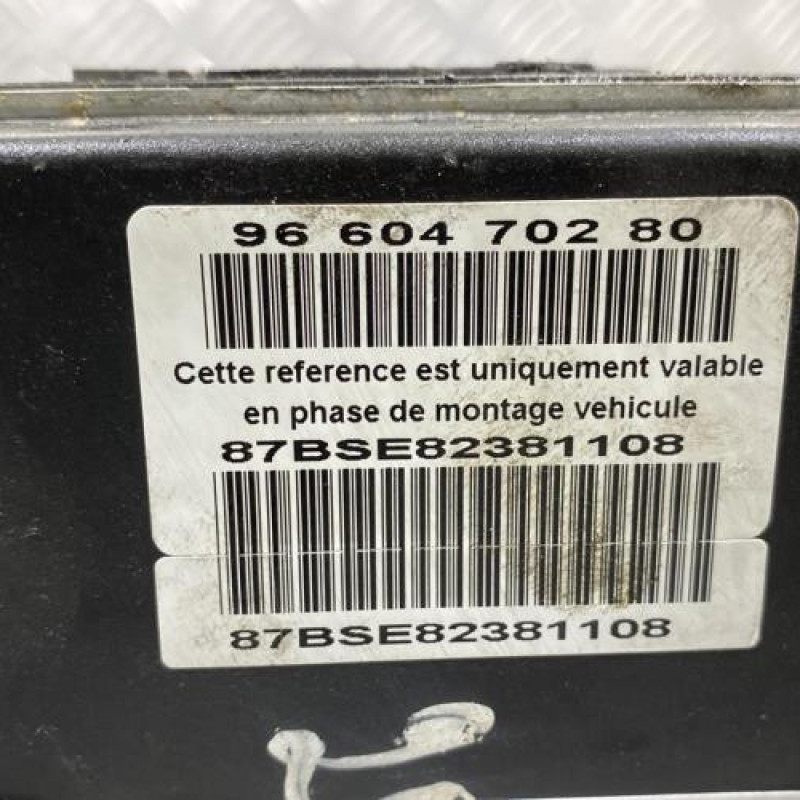 96 604 702 80
Cette reference est uniquement valable
en phase de montage vehicule
87BSE82381108
87BSE82381108